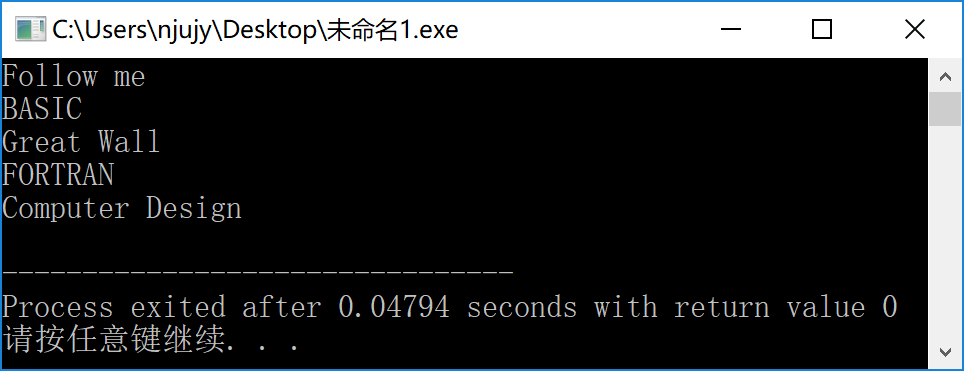 C:\Users\njujy\Desktop\未命名1.exe
Follow me
BASIC
Great Wall
FORTRAN
Computer Design
--------------------------------
Process exited after 0.04794 seconds with return value 0
请按任意键继续. . .